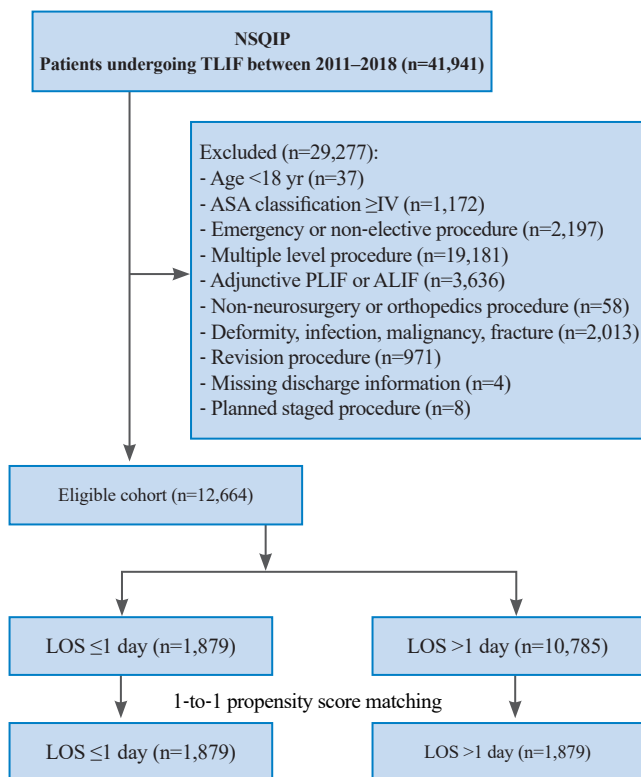 NSQIP
Patients undergoing TLIF between 2011–2018 (n=41,941)
Excluded (n=29,277):
- Age <18 yr (n=37)
- ASA classification ≥IV (n=1,172)
- Emergency or non-elective procedure (n=2,197)
- Multiple level procedure (n=19,181)
- Adjunctive PLIF or ALIF (n=3,636)
- Non-neurosurgery or orthopedics procedure (n=58)
- Deformity, infection, malignancy, fracture (n=2,013)
- Revision procedure (n=971)
- Missing discharge information (n=4)
- Planned staged procedure (n=8)
Eligible cohort (n=12,664)
LOS ≤1 day (n=1,879)
LOS >1 day (n=10,785)
1-to-1 propensity score matching
LOS ≤1 day (n=1,879)
LOS >1 day (n=1,879)